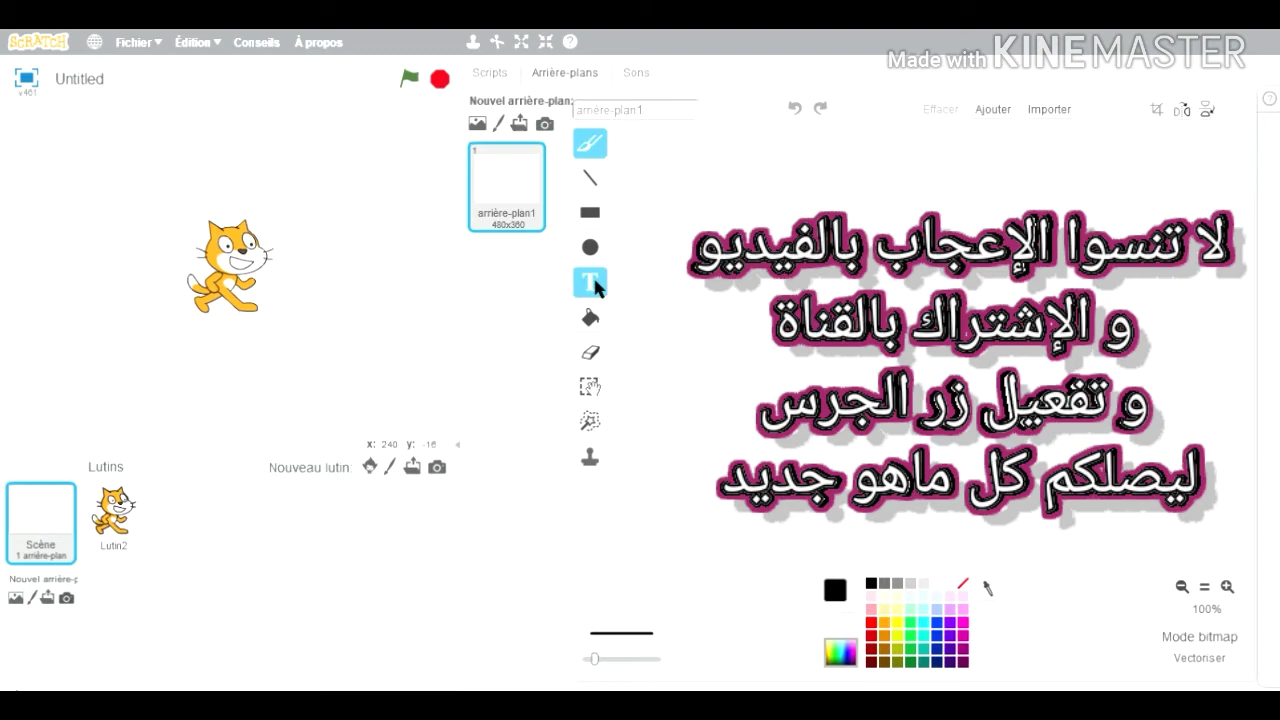 Made with KINEMASTER
SCRATCH
Fichier Édition Conseils À propos
v461
Untitled
Scripts Arrière-plans Sons
Nouvel arrière-plan:
arrière-plan1
Effacer Ajouter Importer
1
arrière-plan1
480x360
T
لا تنسوا الإعجاب بالفيديو
و الإشتراك بالقناة
و تفعيل زر الجرس
ليصلكم كل ماهو جديد
x: 240 y: -16
Lutins
Nouveau lutin:
Scène
1 arrière-plan
Lutin2
Nouvel arrière-p
100%
Mode bitmap
Vectoriser